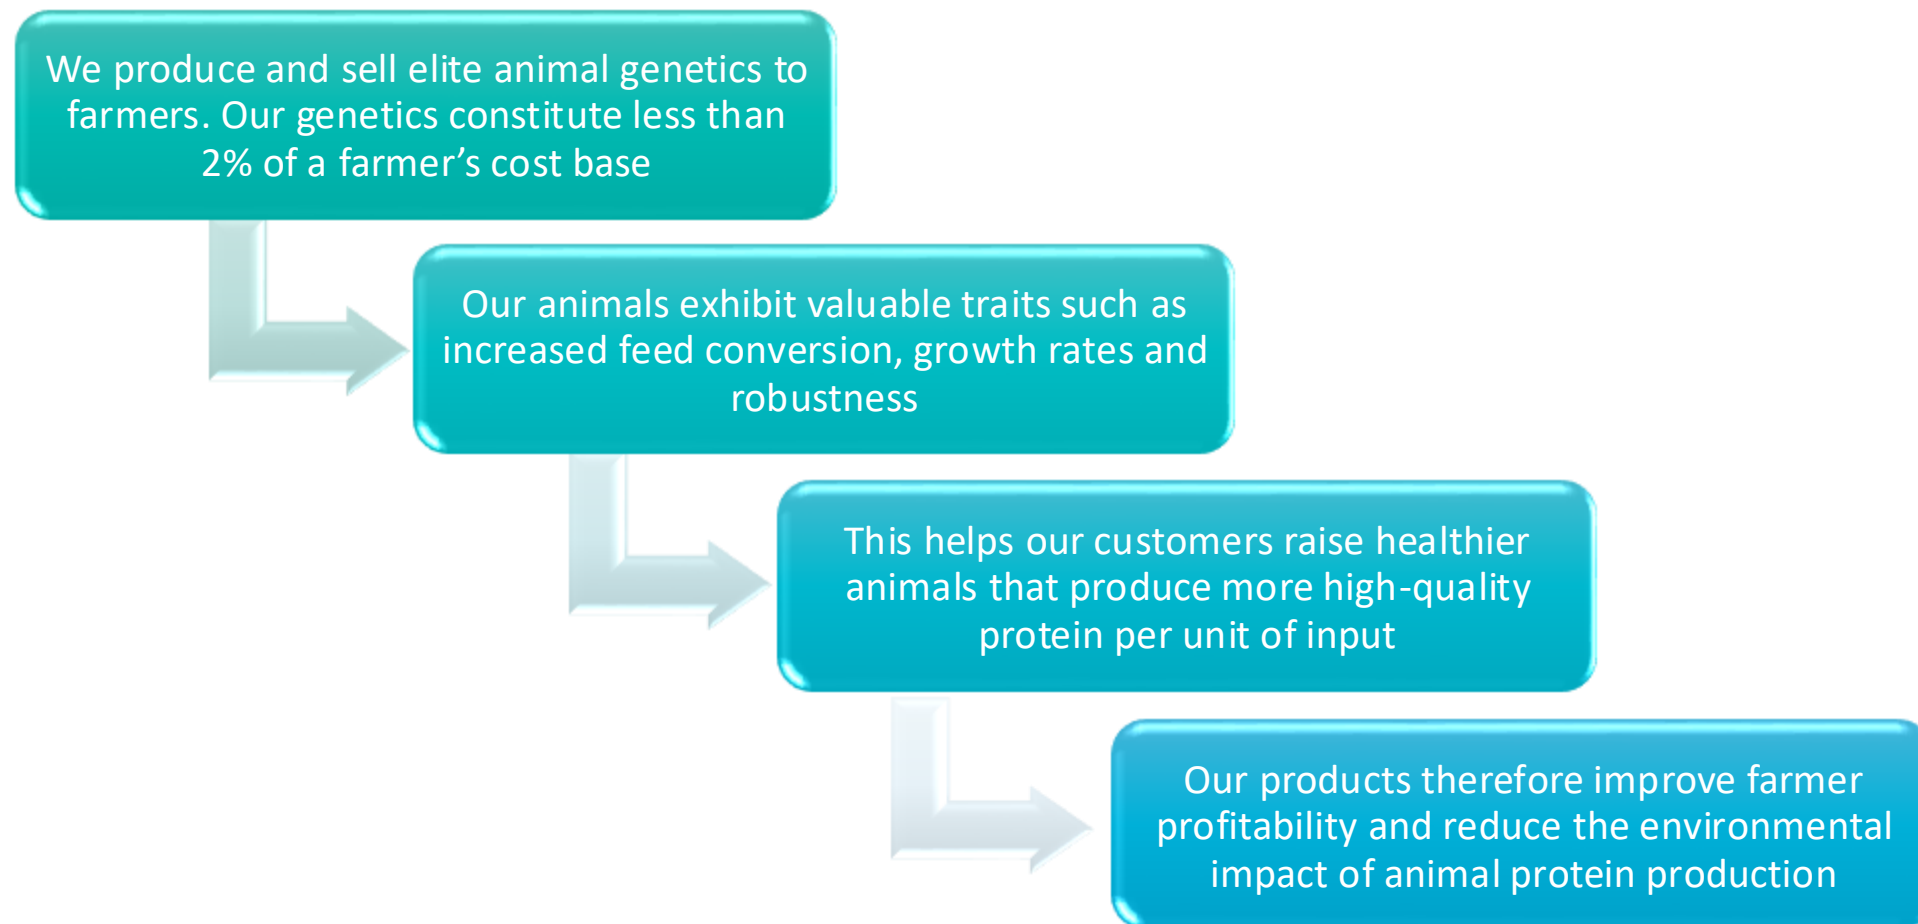 We produce and sell elite animal genetics to
farmers. Our genetics constitute less than
2% of a farmer’s cost base
Our animals exhibit valuable traits such as
increased feed conversion, growth rates and
robustness
This helps our customers raise healthier
animals that produce more high-quality
protein per unit of input
Our products therefore improve farmer
profitability and reduce the environmental
impact of animal protein production